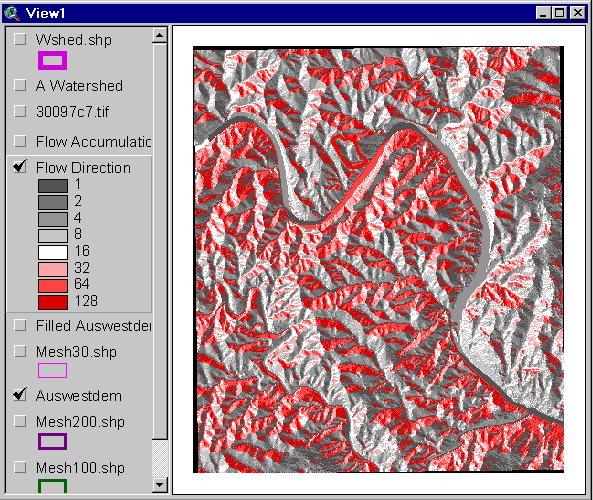 View1
Wshed.shp
A Watershed
30097c7.tif
Flow Accumulatic
Flow Direction
1
2
4
8
16
32
64
128
Filled Auswestder
Mesh30.shp
Auswestdem
Mesh200.shp
Mesh100.shp